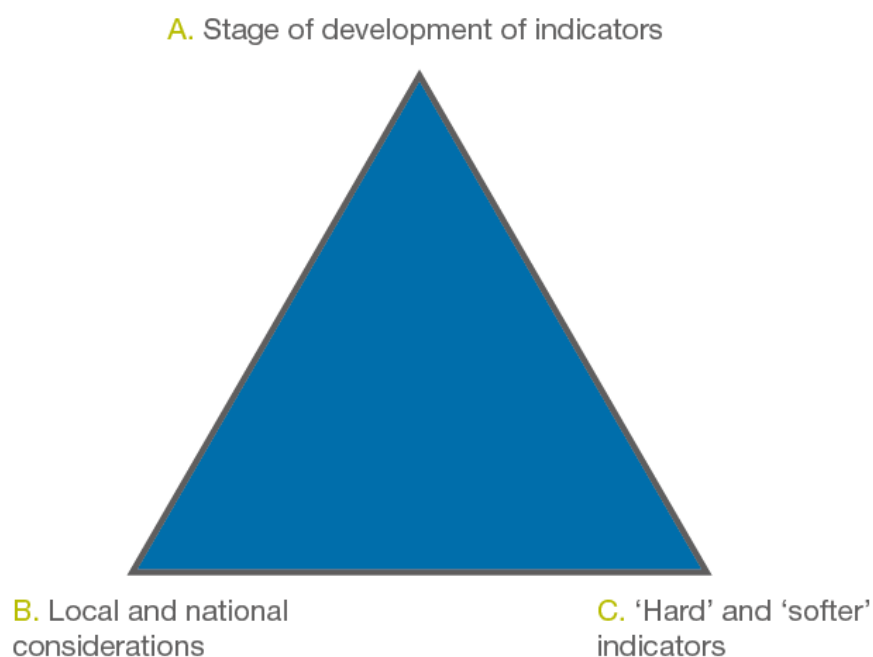 A. Stage of development of indicators
B. Local and national
considerations
C. ‘Hard’ and ‘softer’
indicators